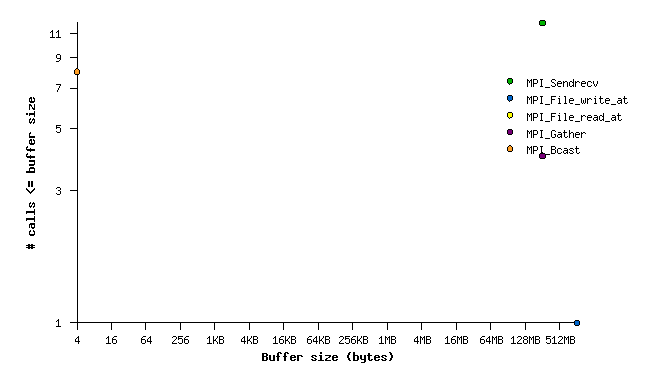 11
9
7
5
3
1
# calls <= buffer size
MPI_Sendrecv
MPI_File_write_at
MPI_File_read_at
MPI_Gather
MPI_Bcast
4 16 64 256 1KB 4KB 16KB 64KB 256KB 1MB 4MB 16MB 64MB 128MB 512MB
Buffer size (bytes)